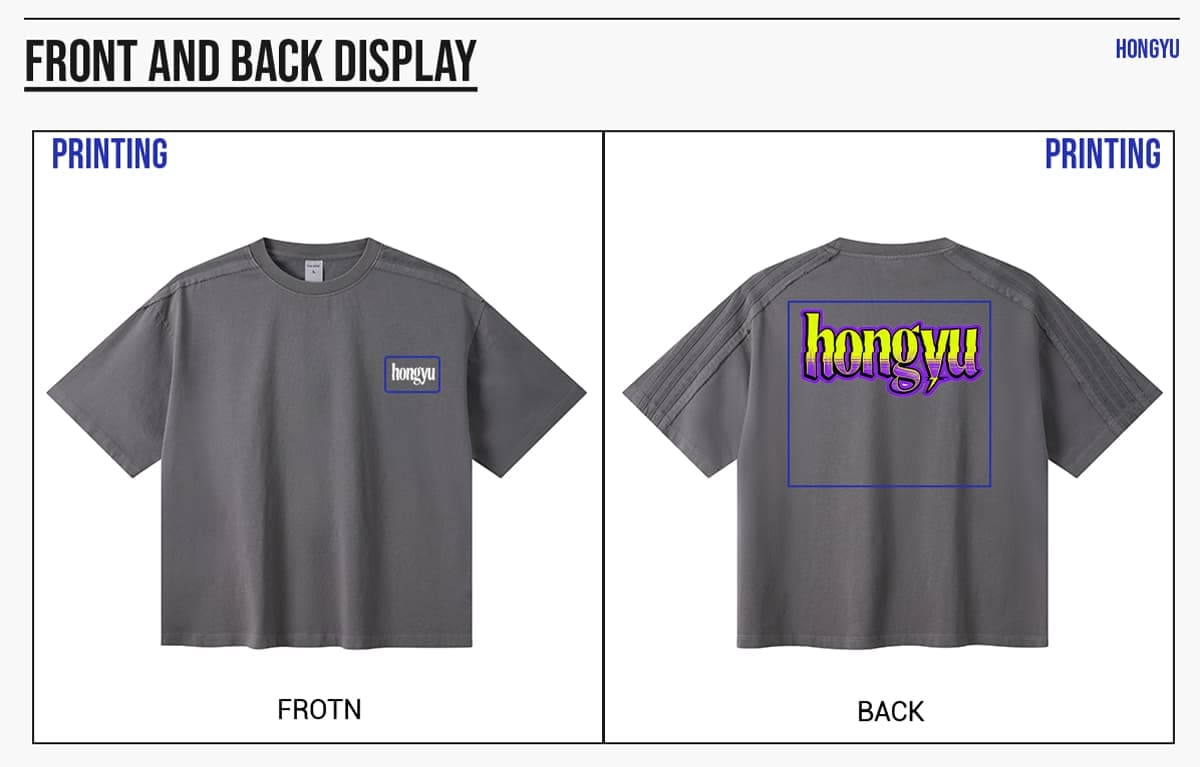 FRONT AND BACK DISPLAY
HONGYU
PRINTING
PRINTING
hongyu
hongyu
FROTN
BACK